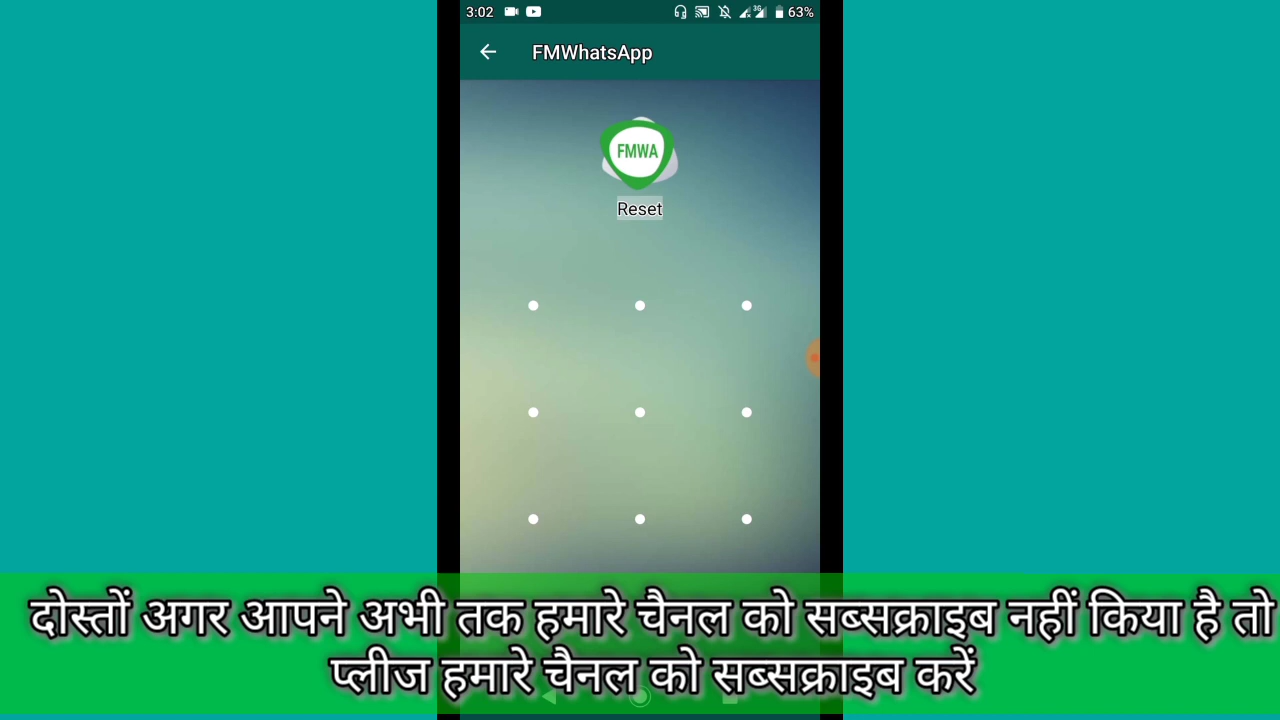 3:02
3G
63%
FMWhatsApp
FMWA
Reset
दोस्तों अगर आपने अभी तक हमारे चैनल को सब्सक्राइब नहीं किया है तो
प्लीज हमारे चैनल को सब्सक्राइब करें